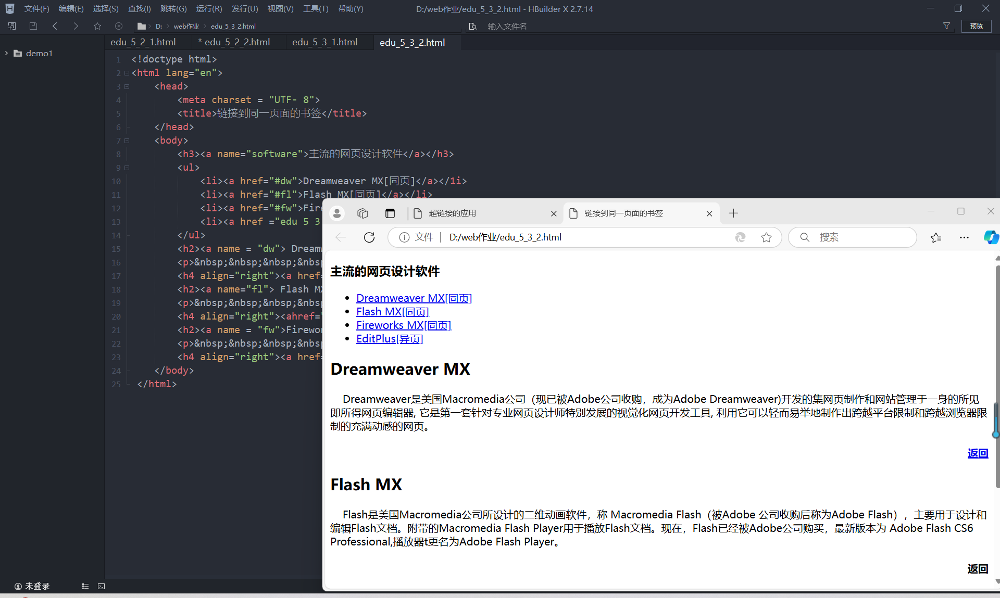 文件(F) 编辑(E) 选择(S) 查找(I) 跳转(G) 运行(R) 发行(U) 视图(V) 工具(T) 帮助(Y) D:/web作业/edu_5_3_2.html - HBuilder X 2.7.14
D: web作业 edu_5_3_2.html 输入文件名 预览
edu_5_2_1.html * edu_5_2_2.html edu_5_3_1.html edu_5_3_2.html
demo1
1 <!doctype html>
2 <html lang="en">
3 <head>
4 <meta charset = "UTF- 8">
5 <title>链接到同一页面的书签</title>
6 </head>
7 <body>
8 <h3><a name="software">主流的网页设计软件</a></h3>
9 <ul>
10 <li><a href="#dw">Dreamweaver MX[同页]</a></1i>
11 <li><a href="#fl">Flash MX[同页]</a></li>
12 <li><a href="#fw">Fire
13 <li><a href ="edu 5 3
14 </ul>
15 <h2><a name = "dw"> Dreamw
16 <p>&nbsp;&nbsp;&nbsp;&nbsp
17 <h4 align="right"><a href=
18 <h2><a name="fl"> Flash MX
19 <p>&nbsp;&nbsp;&nbsp;&nbsp
20 <h4 align="right"><ahref="
21 <h2><a name = "fw">Firewor
22 <p>&nbsp;&nbsp;&nbsp;&nbsp
23 <h4 align="right"><a href=
24 </body>
25 </html>
未登录
超链接的应用 链接到同一页面的书签
文件 D:/web作业/edu_5_3_2.html 搜索
主流的网页设计软件
Dreamweaver MX[同页]
Flash MX[同页]
Fireworks MX[同页]
EditPlus[异页]
Dreamweaver MX
Dreamweaver是美国Macromedia公司（现已被Adobe公司收购，成为Adobe Dreamweaver)开发的集网页制作和网站管理于一身的所见
即所得网页编辑器, 它是第一套针对专业网页设计师特别发展的视觉化网页开发工具, 利用它可以轻而易举地制作出跨越平台限制和跨越浏览器限
制的充满动感的网页。
返回
Flash MX
Flash是美国Macromedia公司所设计的二维动画软件，称 Macromedia Flash（被Adobe 公司收购后称为Adobe Flash），主要用于设计和
编辑Flash文档。附带的Macromedia Flash Player用于播放Flash文档。现在，Flash已经被Adobe公司购买，最新版本为 Adobe Flash CS6
Professional,播放器t更名为Adobe Flash Player。
返回